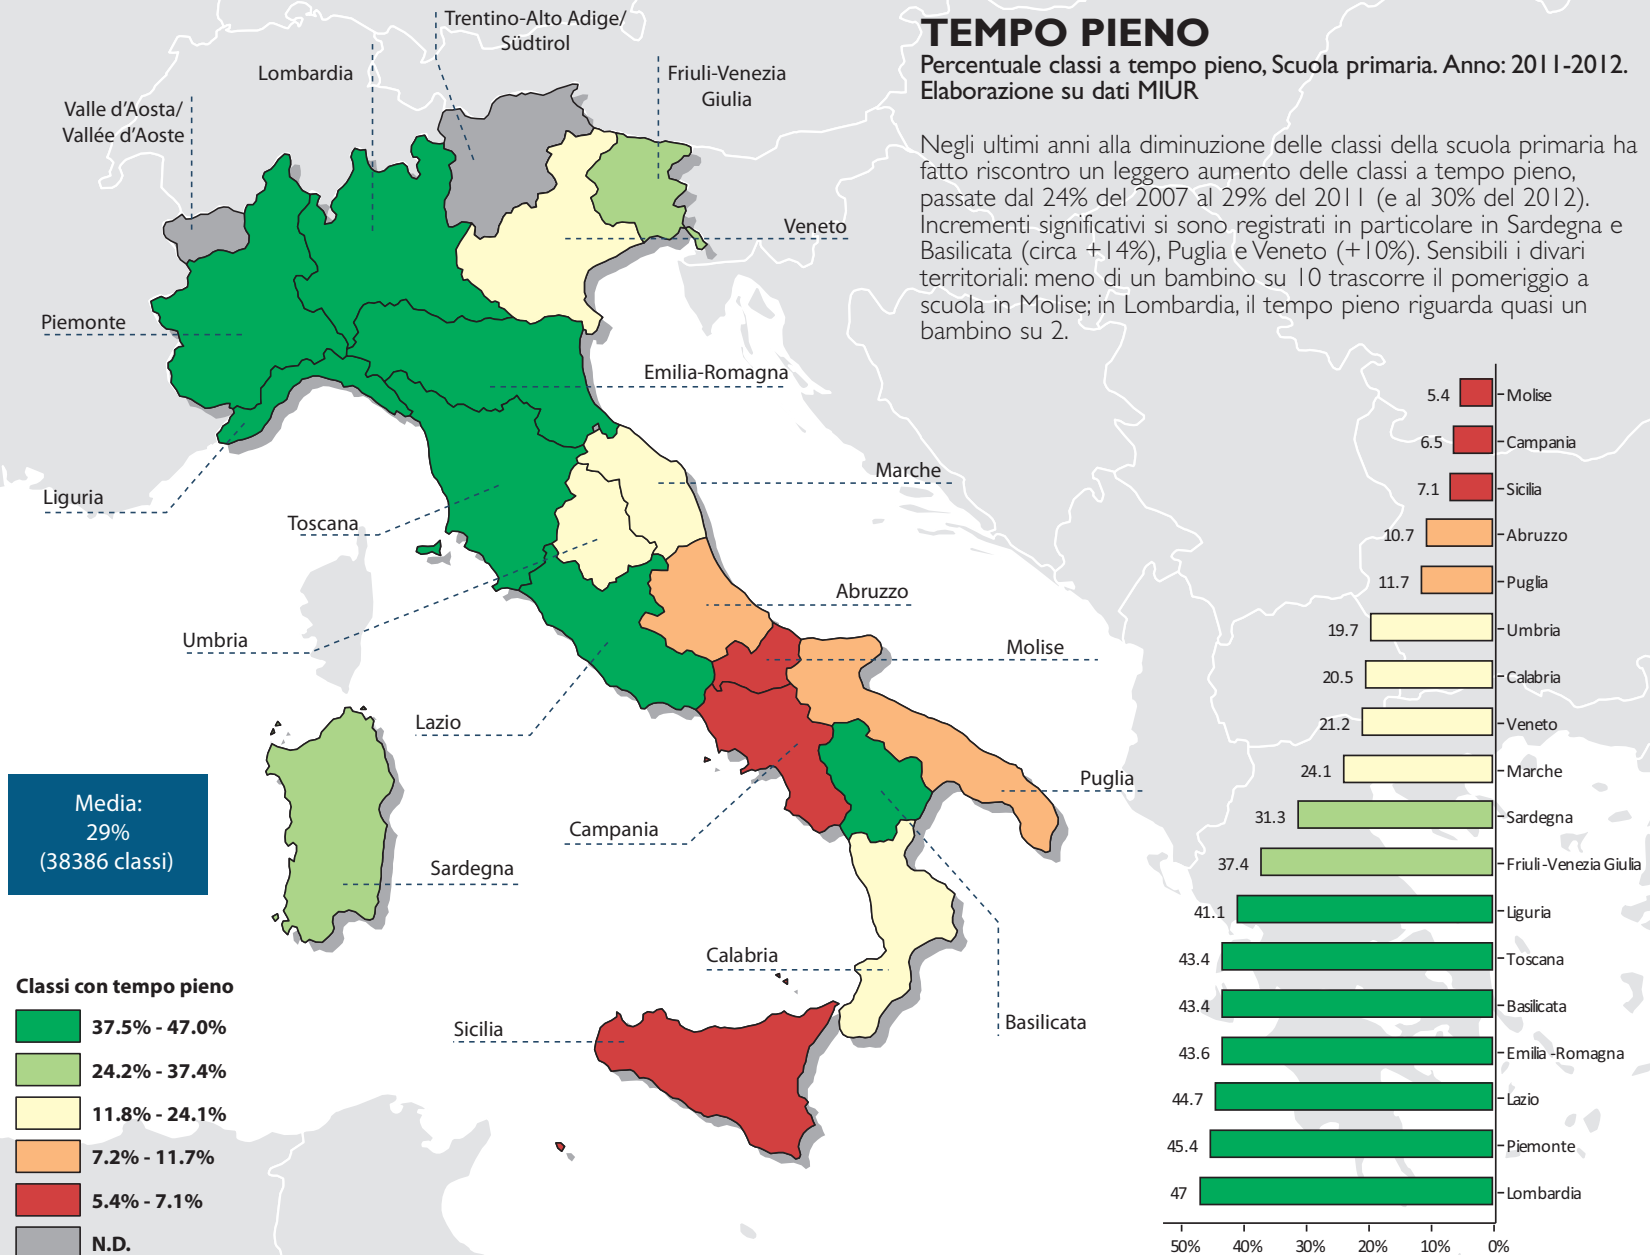 TEMPO PIENO
Percentuale classi a tempo pieno, Scuola primaria. Anno: 2011-2012.
Elaborazione su dati MIUR
Negli ultimi anni alla diminuzione delle classi della scuola primaria ha
fatto riscontro un leggero aumento delle classi a tempo pieno,
passate dal 24% del 2007 al 29% del 2011 (e al 30% del 2012).
Incrementi significativi si sono registrati in particolare in Sardegna e
Basilicata (circa +14%), Puglia e Veneto (+10%). Sensibili i divari
territoriali: meno di un bambino su 10 trascorre il pomeriggio a
scuola in Molise; in Lombardia, il tempo pieno riguarda quasi un
bambino su 2.
Trentino-Alto Adige/
Südtirol
Lombardia
Friuli-Venezia
Giulia
Valle d'Aosta/
Vallée d'Aoste
Veneto
Piemonte
Emilia-Romagna
Marche
Liguria
Toscana
Abruzzo
Umbria
Molise
Lazio
Puglia
Campania
Sardegna
Calabria
Basilicata
Sicilia
Media:
29%
(38386 classi)
Classi con tempo pieno
37.5% - 47.0%
24.2% - 37.4%
11.8% - 24.1%
7.2% - 11.7%
5.4% - 7.1%
N.D.
5.4 Molise
6.5 Campania
7.1 Sicilia
10.7 Abruzzo
11.7 Puglia
19.7 Umbria
20.5 Calabria
21.2 Veneto
24.1 Marche
31.3 Sardegna
37.4 Friuli-Venezia Giulia
41.1 Liguria
43.4 Toscana
43.4 Basilicata
43.6 Emilia -Romagna
44.7 Lazio
45.4 Piemonte
47 Lombardia
50% 40% 30% 20% 10% 0%